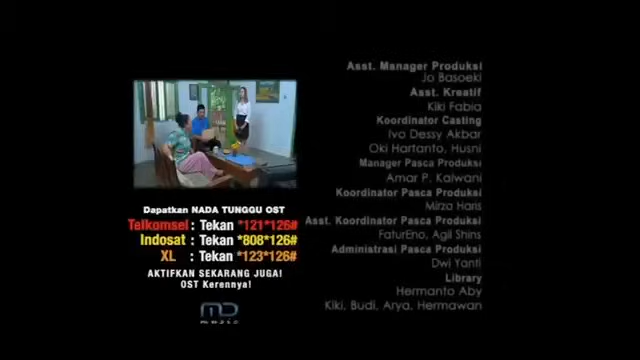 Asst. Manager Produksi
Jo Basoeki
Asst. Kreatif
Kiki Fabia
Koordinator Casting
Ivo Dessy Akbar
Oki Hartanto, Husni
Manager Pasca Produksi
Amar P. Kalwani
Koordinator Pasca Produksi
Mirza Haris
Asst. Koordinator Pasca Produksi
FaturEno, Agil Shins
Administrasi Pasca Produksi
Dwi Yanti
Library
Hermanto Aby
Kiki, Budi, Arya, Hermawan
Dapatkan NADA TUNGGU OST
Telkomsel : Tekan *121*126#
Indosat : Tekan *808*126#
XL : Tekan *123*126#
AKTIFKAN SEKARANG JUGA!
OST Kerennya!
MD
MUSIC